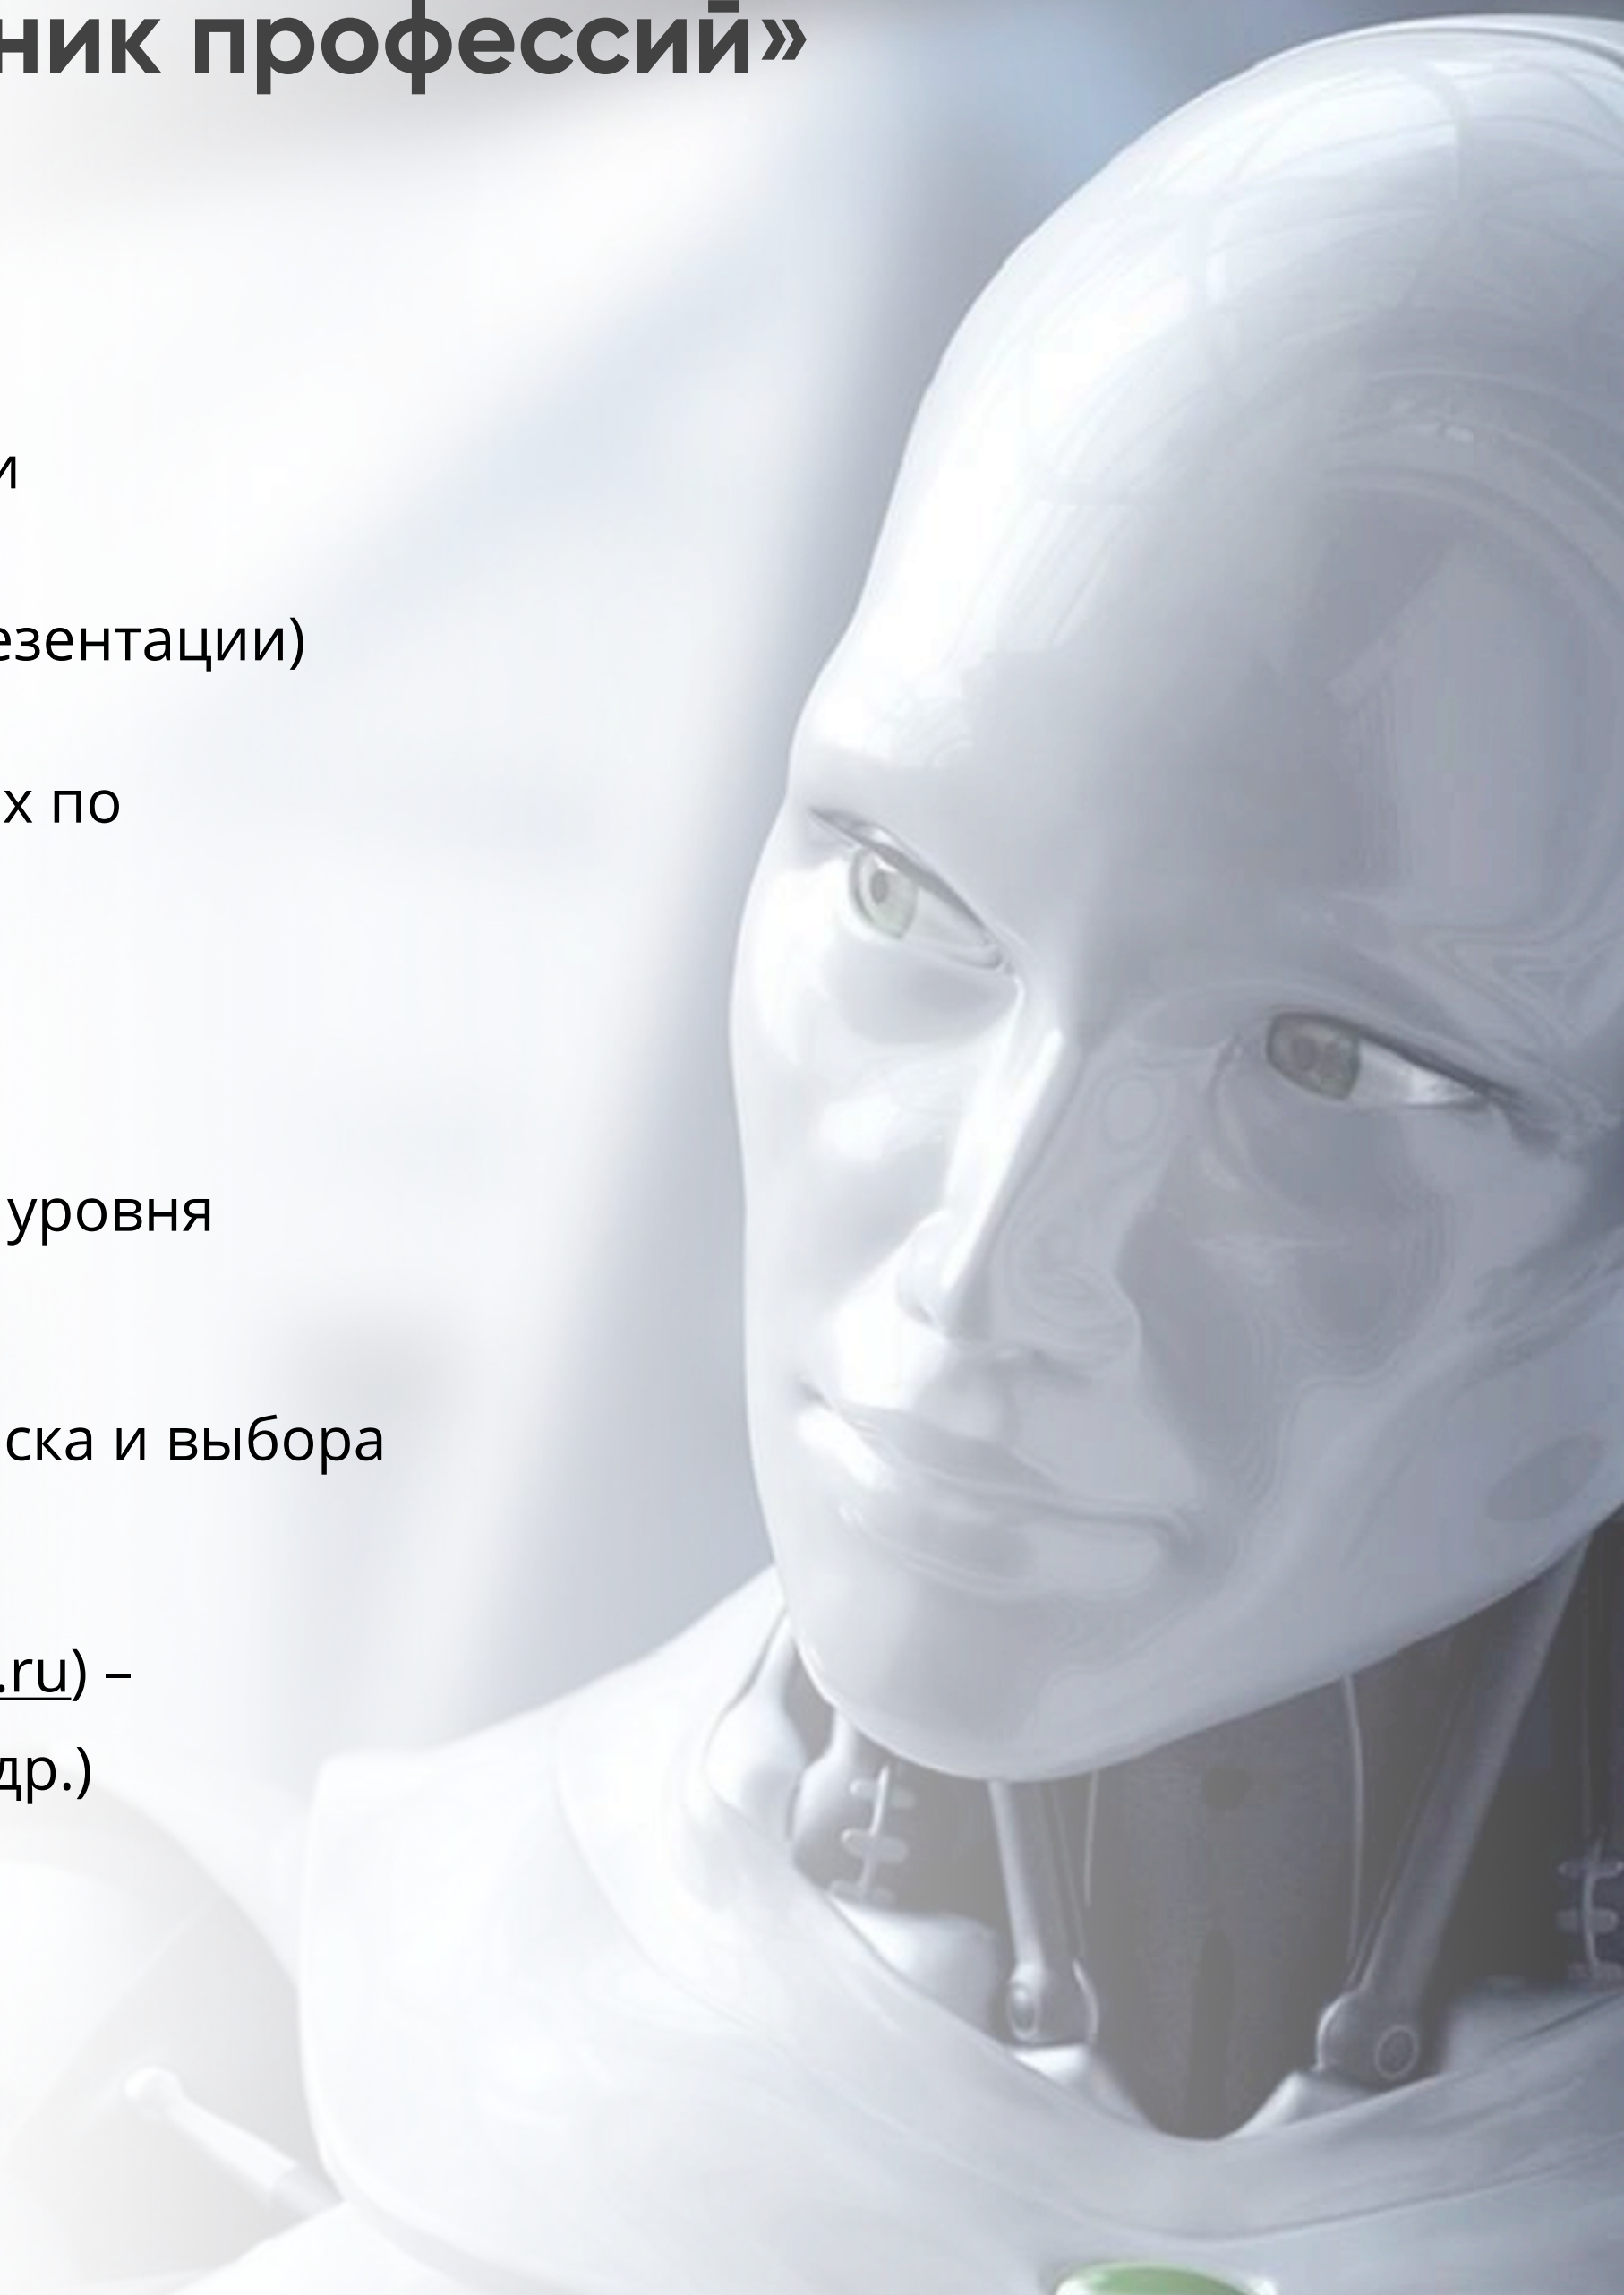 ник профессий»
и
езентации)
х по
уровня
ска и выбора
.ru) –
др.)